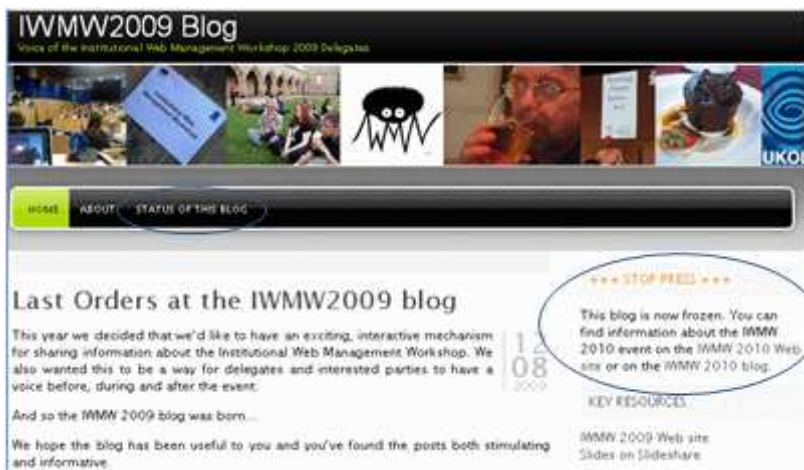 IWMW2009 Blog
Voice of the Institutional Web Management Workshop 2009 Delegates
UKOL
HOME ABOUT STATUS OF THIS BLOG
Last Orders at the IWMW2009 blog
This year we decided that we'd like to have an exciting, interactive mechanism
for sharing information about the Institutional Web Management Workshop. We
also wanted this to be a way for delegates and interested parties to have a
voice before, during and after the event.
12
08
2009
And so the IWMW 2009 blog was born...
We hope the blog has been useful to you and you've found the posts both stimulating
and informative.
+++ STOP PRESS +++
This blog is now frozen. You can
find information about the IWMW
2010 event on the IWMW 2010 Web
site or on the IWMW 2010 blog.
KEY RESOURCES
IWMW 2009 Web site
Slides on Slideshare